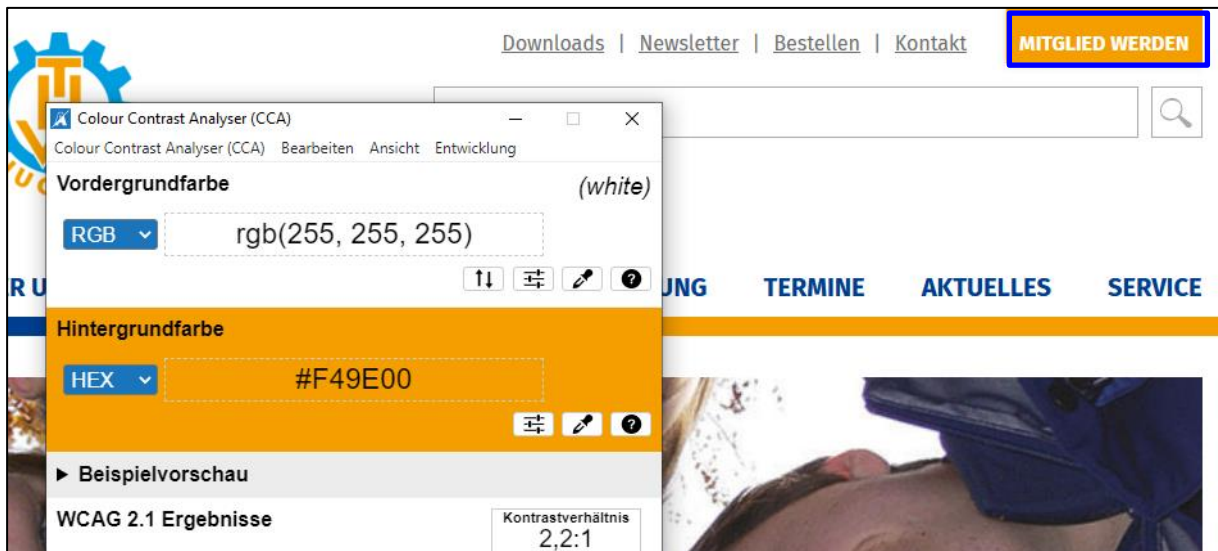 Downloads | Newsletter | Bestellen | Kontakt
MITGLIED WERDEN
Colour Contrast Analyser (CCA)
Colour Contrast Analyser (CCA) Bearbeiten Ansicht Entwicklung
Vordergrundfarbe (white)
RGB rgb(255, 255, 255)
R U
UNG TERMINE AKTUELLES SERVICE
Hintergrundfarbe
HEX #F49E00
Beispielvorschau
WCAG 2.1 Ergebnisse
Kontrastverhältnis
2,2:1